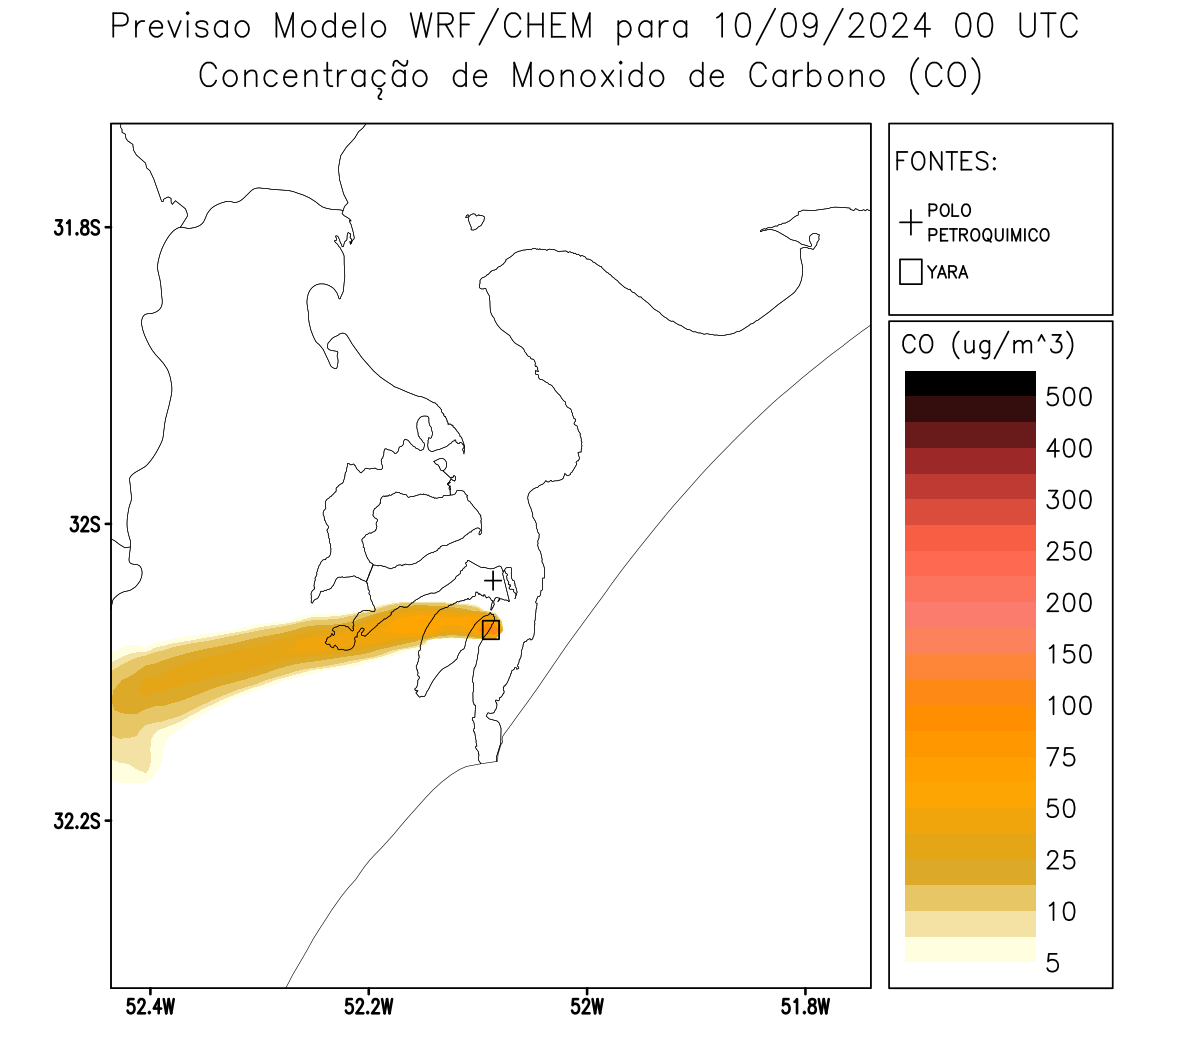 Previsao Modelo WRF/CHEM para 10/09/2024 00 UTC
Concentração de Monoxido de Carbono (CO)
FONTES:
POLO
PETROQUIMICO
YARA
CO (ug/m^3)
500
400
300
250
200
150
100
75
50
25
10
5
31.8S
32S
32.2S
52.4W
52.2W
52W
51.8W